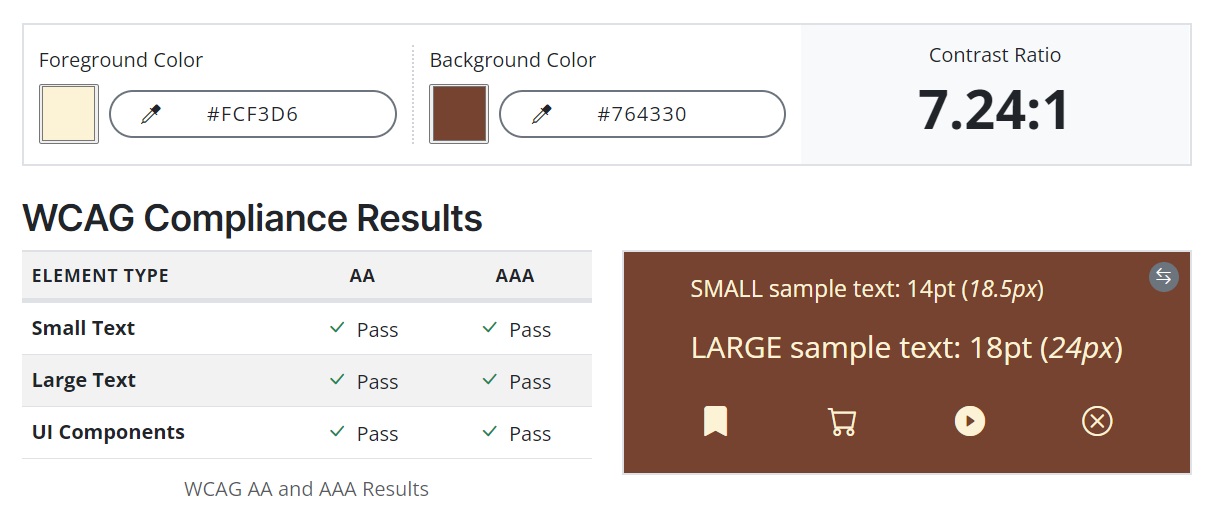 Foreground Color
#FCF3D6
Background Color
#764330
Contrast Ratio
7.24:1
WCAG Compliance Results
ELEMENT TYPE AA AAA
Small Text Pass Pass
Large Text Pass Pass
UI Components Pass Pass
WCAG AA and AAA Results
SMALL sample text: 14pt (18.5px)
LARGE sample text: 18pt (24px)